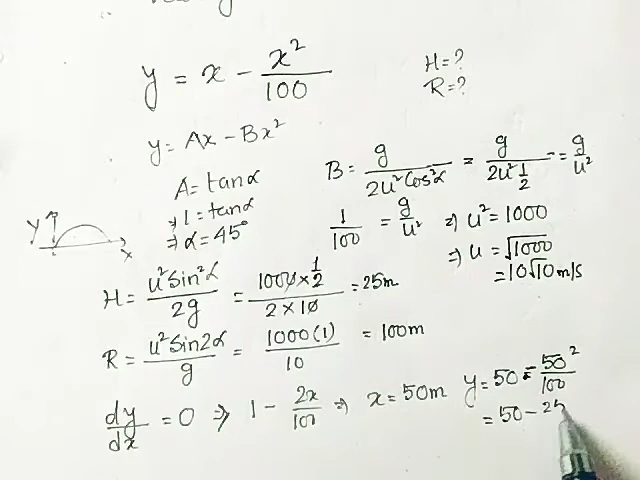 y = x - x²/100
H=?
R=?
y = Ax - Bx²
A = tanα
⇒ 1 = tanα
⇒ α = 45°
B = g/2u²Cos²α = g/2u²½ = g/u²
1/100 = g/u² ⇒ u² = 1000
⇒ u = √1000
= 10√10 m/s
Y
x
H = u²Sin²α/2g = 1000 × ½/2 × 10 = 25m
R = u²Sin2α/g = 1000(1)/10 = 100m
dy/dx = 0 ⇒ 1 - 2x/100 ⇒ x = 50m y = 50 - 50²/100
= 50 - 25